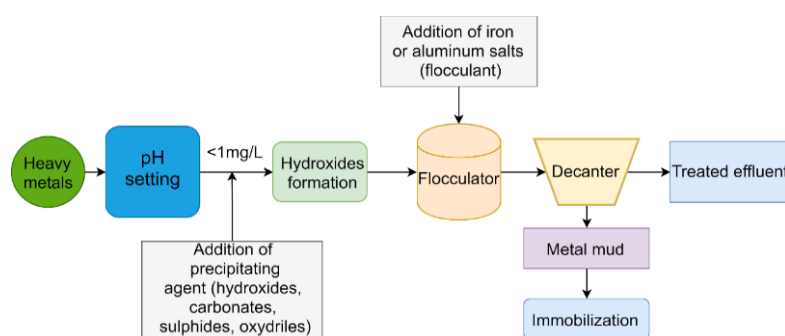 Addition of iron
or aluminum salts
(flocculant)
Heavy
metals
pH
setting
<1mg/L
Hydroxides
formation
Flocculator
Decanter
Treated effluent
Addition of
precipitating
agent (hydroxides,
carbonates,
sulphides, oxydriles)
Metal mud
Immobilization